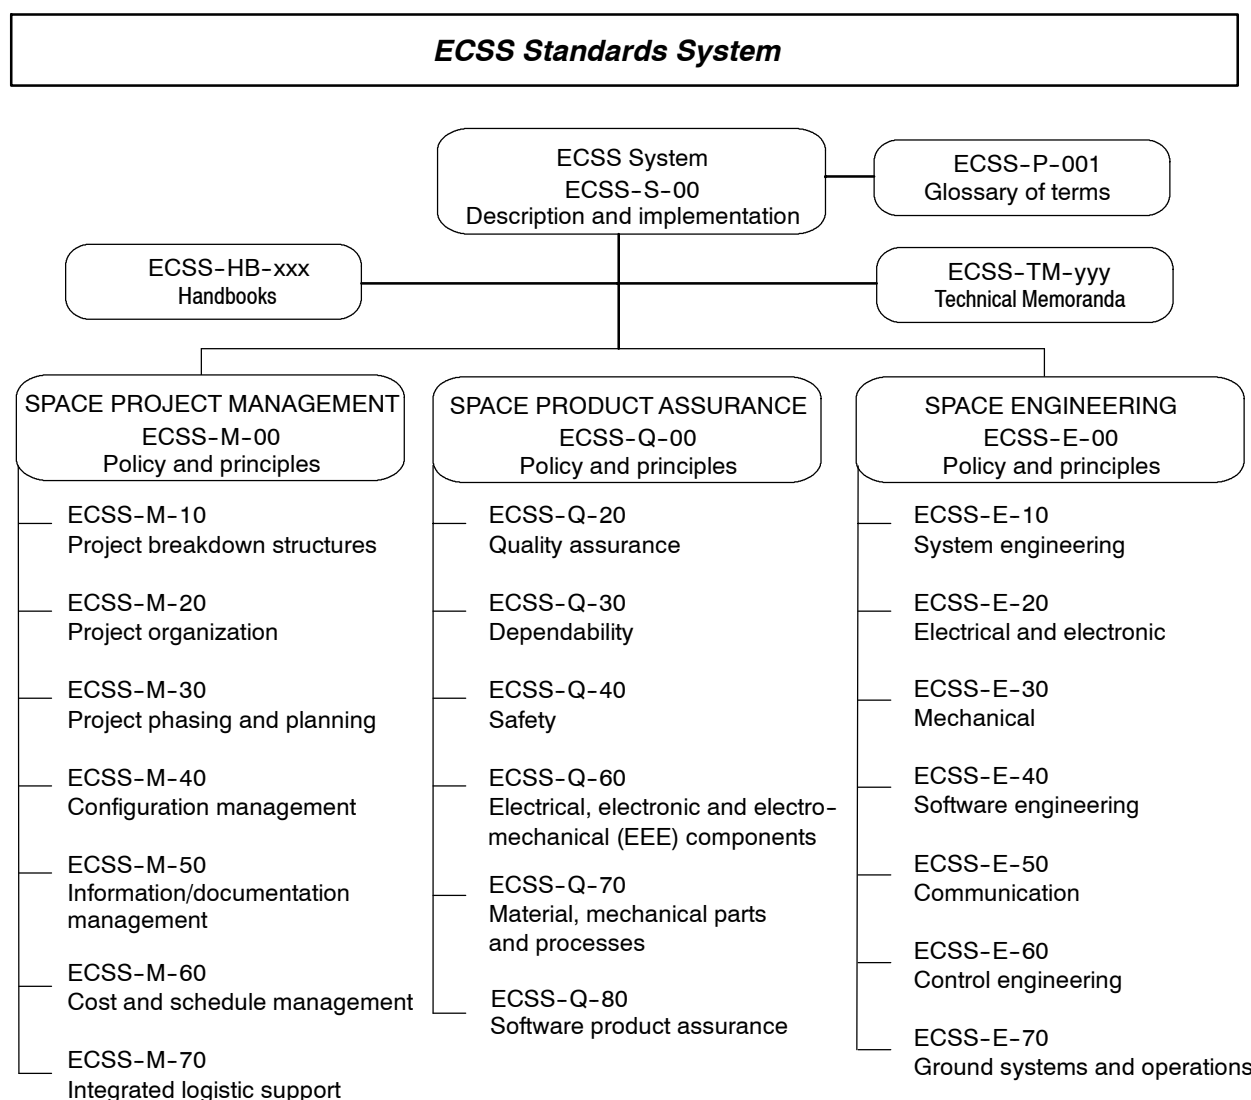 ECSS Standards System
ECSS System
ECSS-S-00
Description and implementation
ECSS-P-001
Glossary of terms
ECSS-HB-xxx
Handbooks
ECSS-TM-yyy
Technical Memoranda
SPACE PROJECT MANAGEMENT
ECSS-M-00
Policy and principles
ECSS-M-10
Project breakdown structures
ECSS-M-20
Project organization
ECSS-M-30
Project phasing and planning
ECSS-M-40
Configuration management
ECSS-M-50
Information/documentation
management
ECSS-M-60
Cost and schedule management
ECSS-M-70
Integrated logistic support
SPACE PRODUCT ASSURANCE
ECSS-Q-00
Policy and principles
ECSS-Q-20
Quality assurance
ECSS-Q-30
Dependability
ECSS-Q-40
Safety
ECSS-Q-60
Electrical, electronic and electro-
mechanical (EEE) components
ECSS-Q-70
Material, mechanical parts
and processes
ECSS-Q-80
Software product assurance
SPACE ENGINEERING
ECSS-E-00
Policy and principles
ECSS-E-10
System engineering
ECSS-E-20
Electrical and electronic
ECSS-E-30
Mechanical
ECSS-E-40
Software engineering
ECSS-E-50
Communication
ECSS-E-60
Control engineering
ECSS-E-70
Ground systems and operations